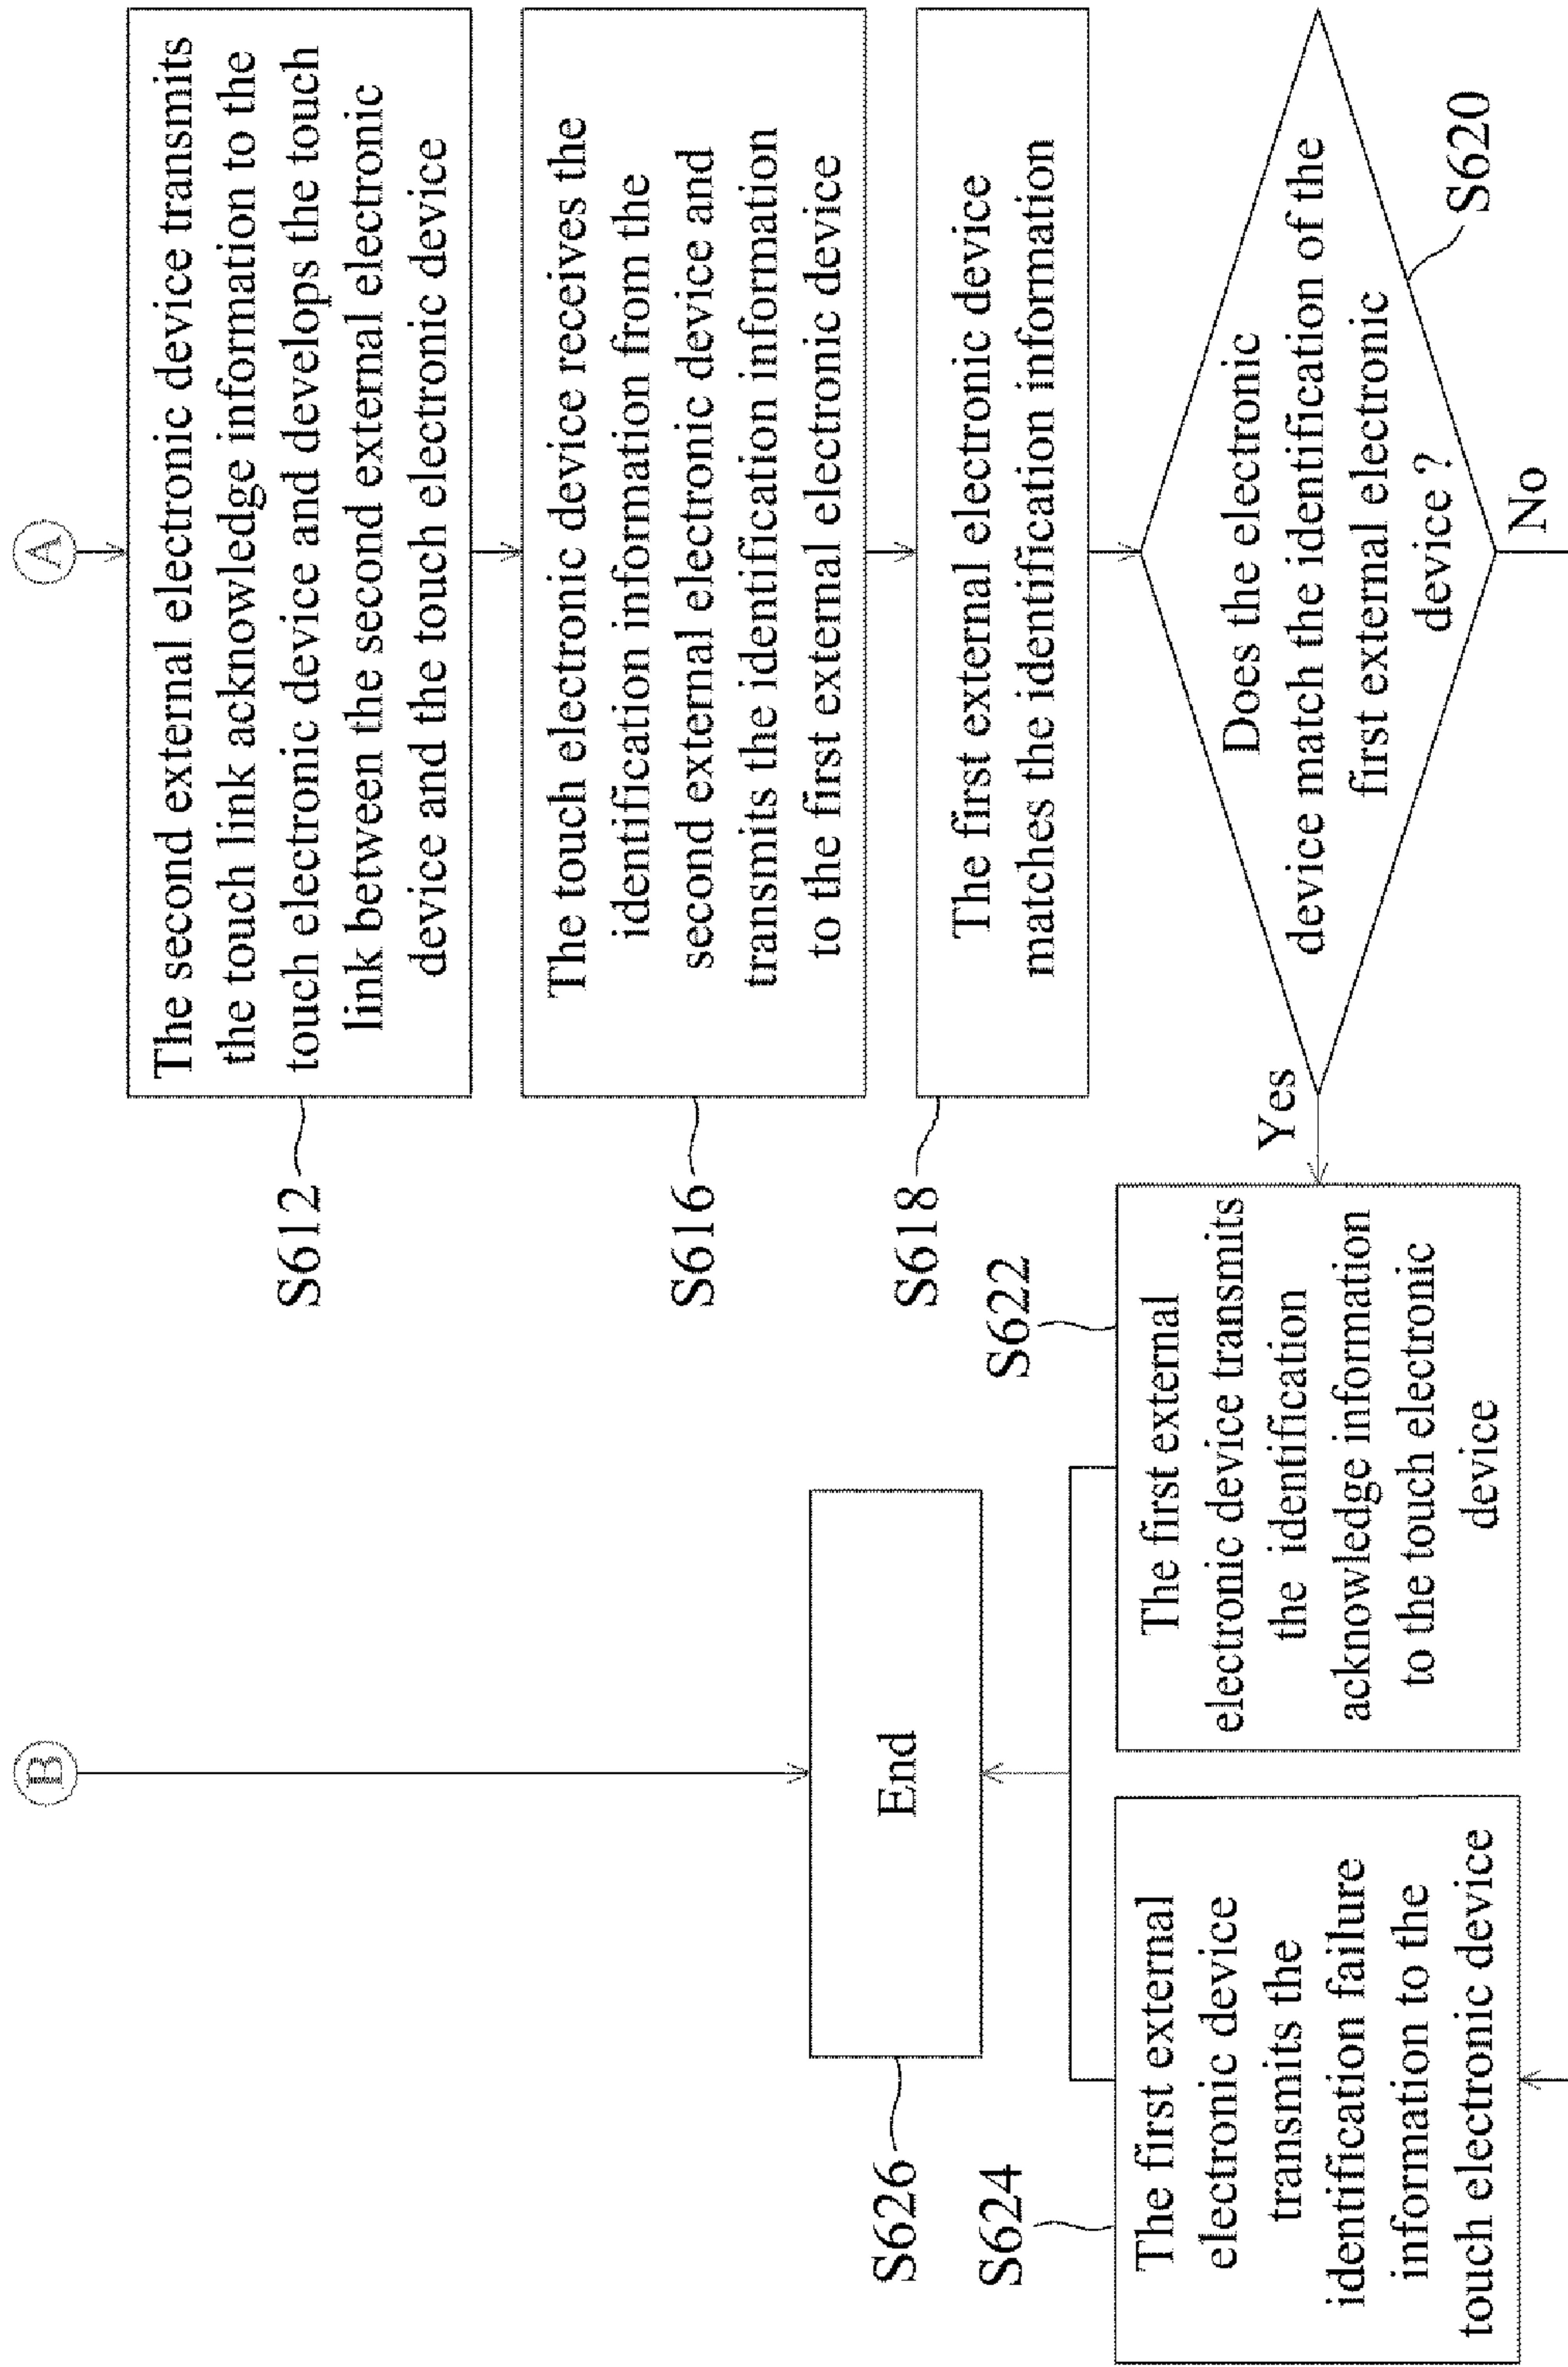 A
The second external electronic device transmits
the touch link acknowledge information to the
touch electronic device and develops the touch
link between the second external electronic
device and the touch electronic device
S612
The touch electronic device receives the
identification information from the
second external electronic device and
transmits the identification information
to the first external electronic device
S616
The first external electronic device
matches the identification information
S618
Does the electronic
device match the identification of the
first external electronic
device ?
S620
Yes
No
S622
The first external
electronic device transmits
the identification
acknowledge information
to the touch electronic
device
B
End
S626
S624
The first external
electronic device
transmits the
identification failure
information to the
touch electronic device